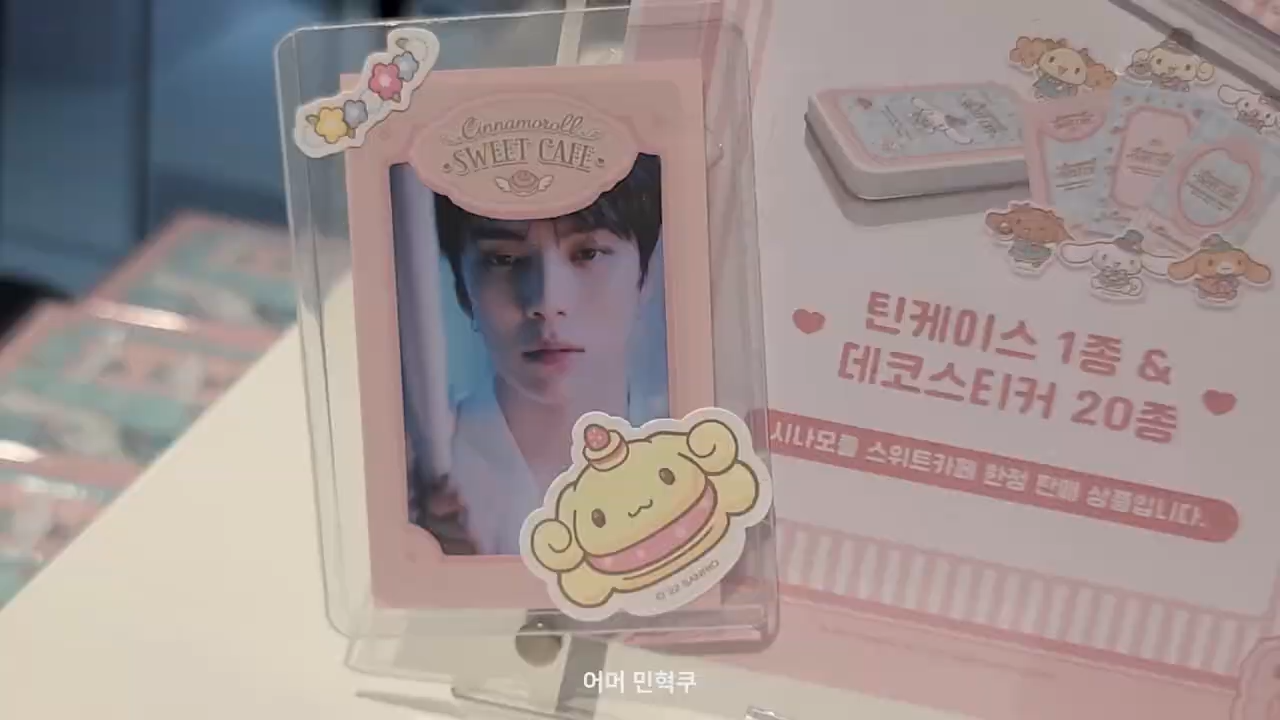 Cinnamoroll
SWEET CAFE
© '22 SANRIO
틴케이스 1종 &
데코스티커 20종
시나모롤 스위트카페 한정 판매 상품입니다.
어머 민혁쿠